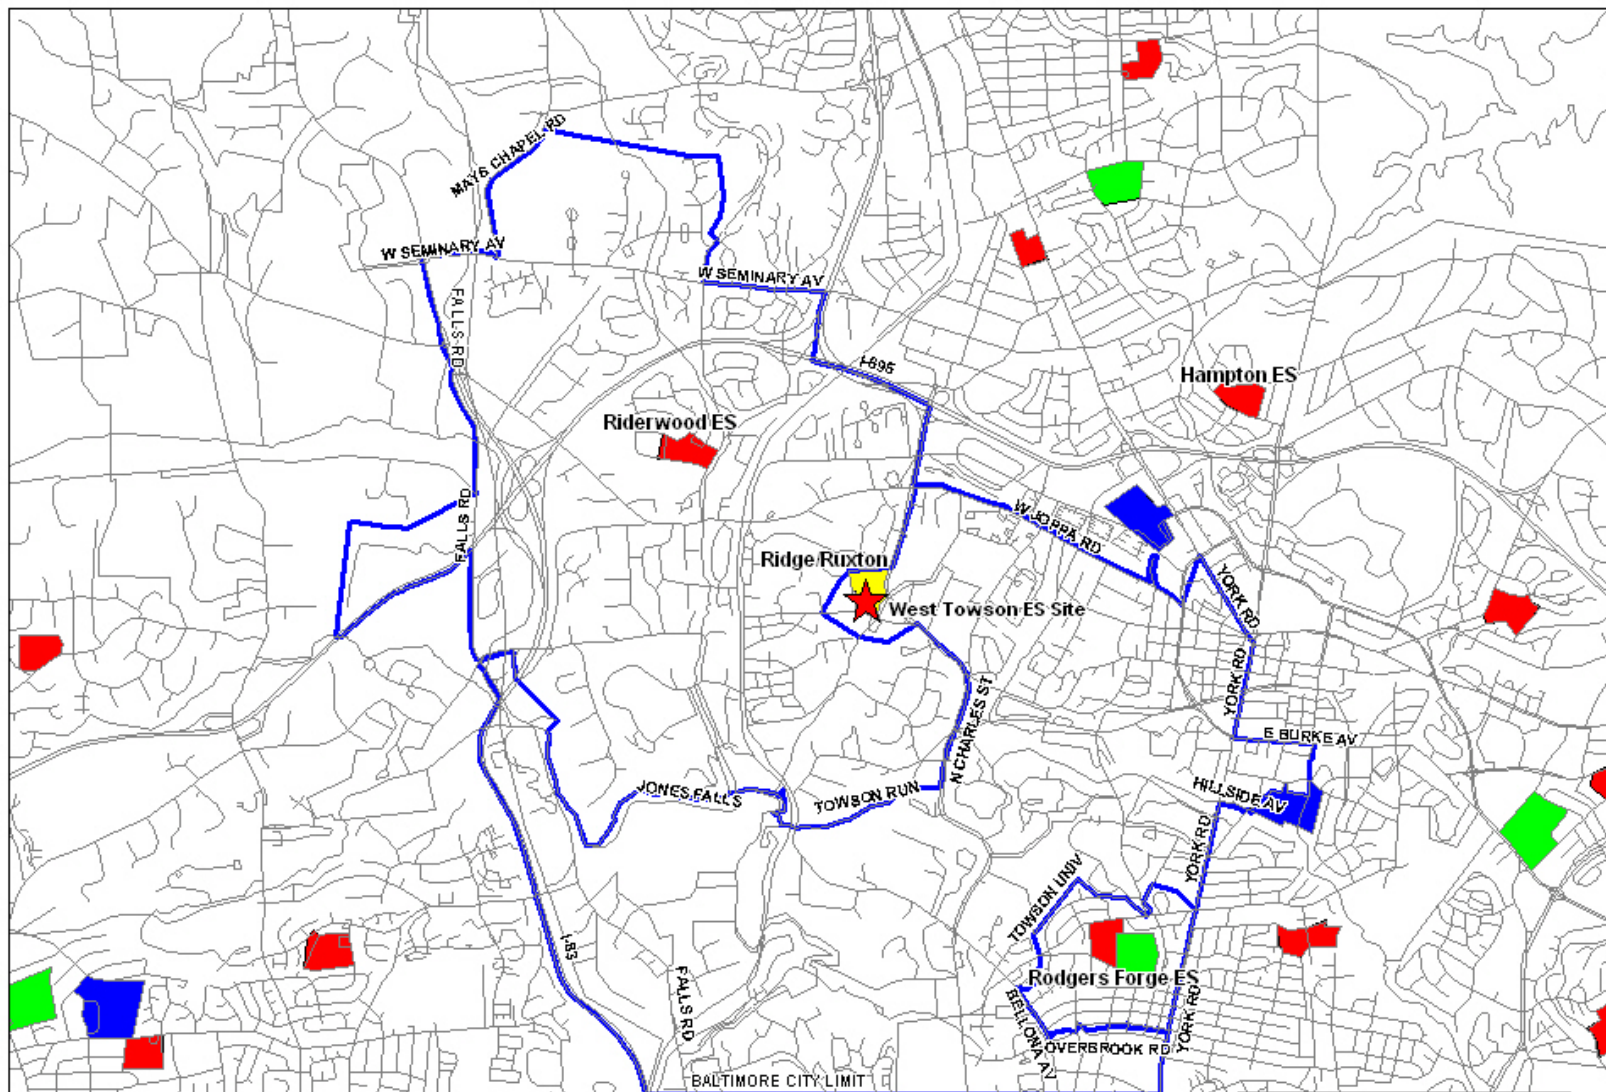 MAYS CHAPEL RD
W SEMINARY AV
W SEMINARY AV
FALLS RD
I-695
Hampton ES
Riderwood ES
W JOPPA RD
FALLS RD
Ridge/Ruxton
West Towson ES Site
YORK RD
YORK RD
N CHARLES ST
E BURKE AV
JONES FALLS
TOWSON RUN
HILLSIDE AV
YORK RD
TOWSON UNIV
I-83
FALLS RD
Rodgers Forge ES
BELLONA AV
YORK RD
OVERBROOK RD
BALTIMORE CITY LIMIT